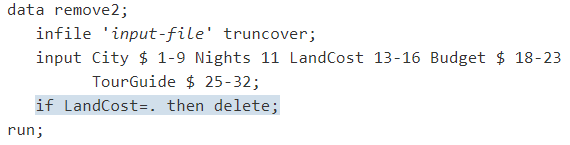 data remove2;
infile 'input-file' truncover;
input City $ 1-9 Nights 11 LandCost 13-16 Budget $ 18-23
TourGuide $ 25-32;
if LandCost=. then delete;
run;